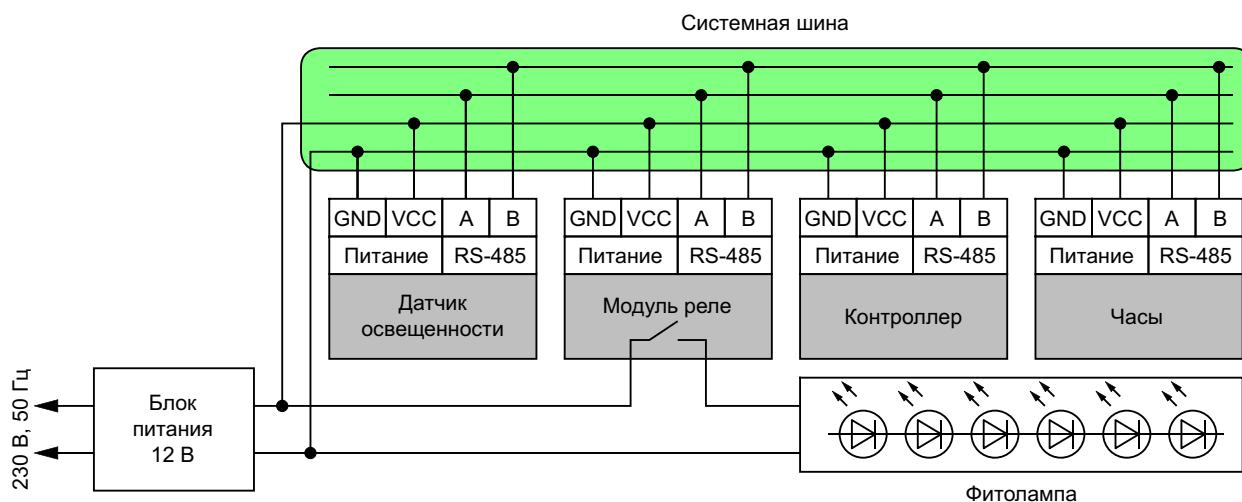 Системная шина
GND VCC A B GND VCC A B GND VCC A B GND VCC A B
Питание RS-485 Питание RS-485 Питание RS-485 Питание RS-485
Датчик
освещенности
Модуль реле
Контроллер
Часы
230 В, 50 Гц
Блок
питания
12 В
Фитолампа